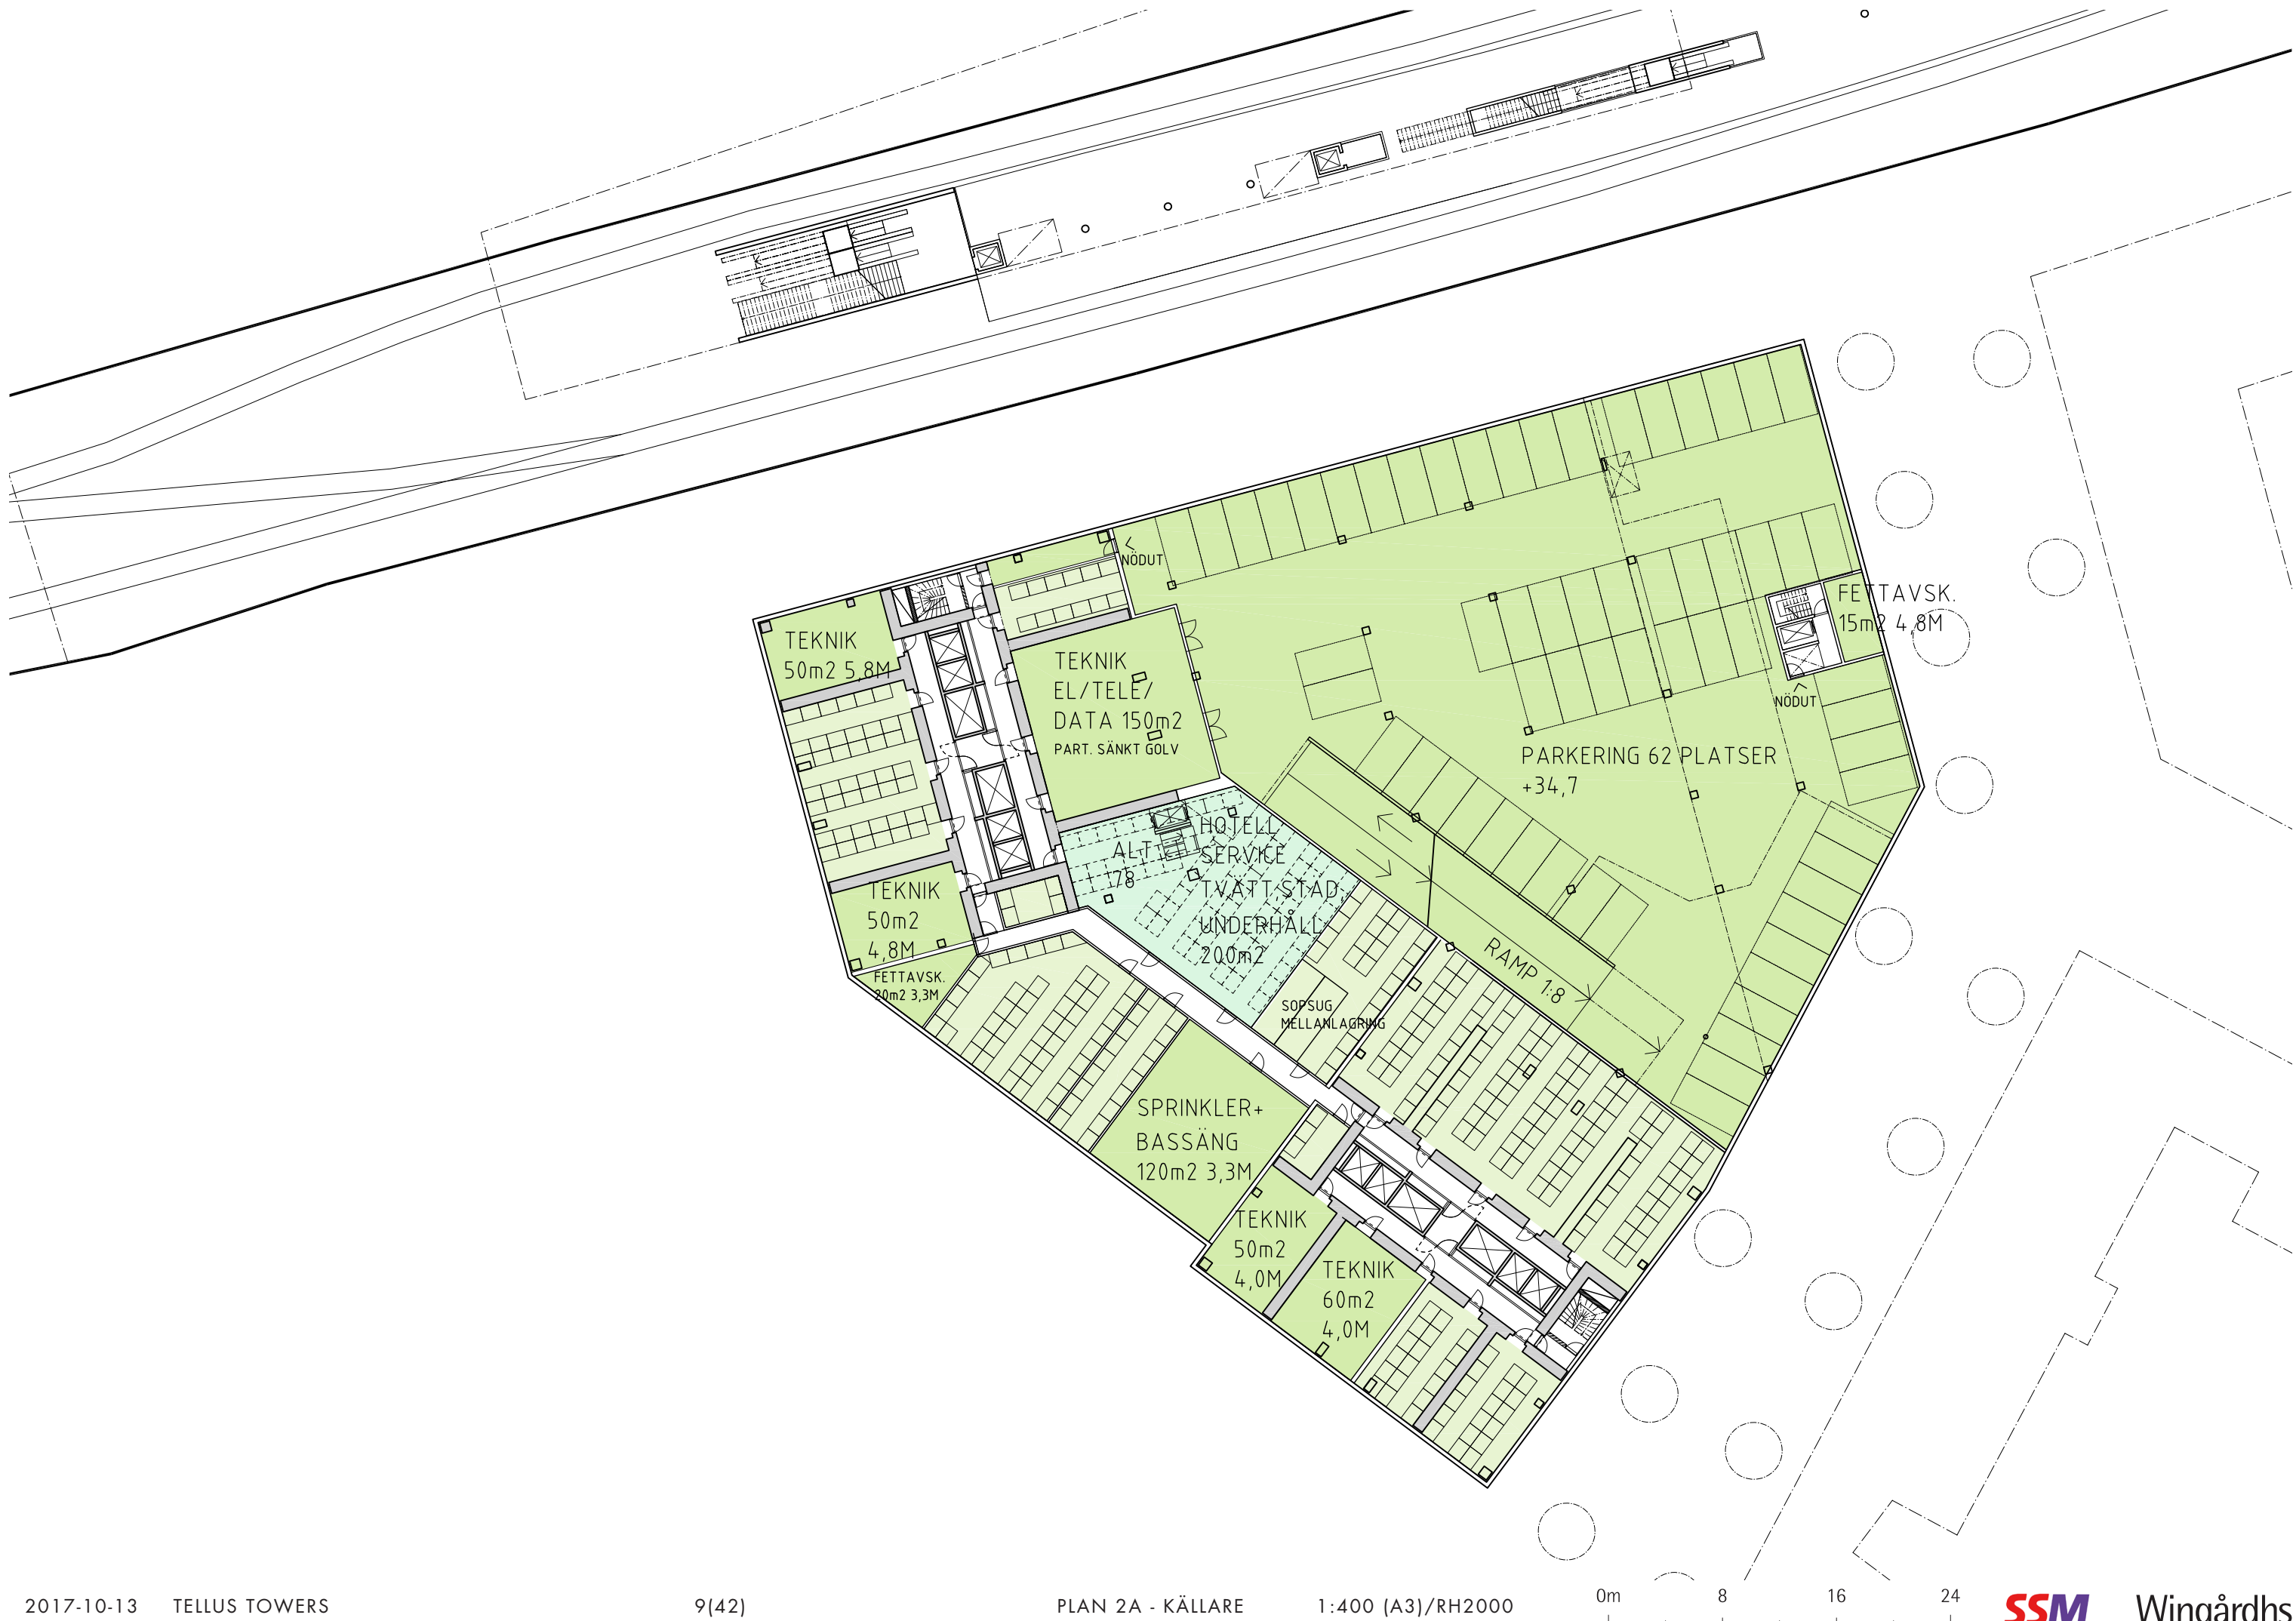 NÖDUT
TEKNIK
50m2 5,8M
TEKNIK
EL/TELE/
DATA 150m2
PART. SÄNKT GOLV
FETTAVSK.
15m2 4,8M
NÖDUT
PARKERING 62 PLATSER
+34,7
HOTELL
SERVICE
TVÄTT STÄD
UNDERHÅLL
200m2
ALT
78
TEKNIK
50m2
4,8M
FETTAVSK.
20m2 3,3M
RAMP 1:8
SOPSUG
MELLANLAGRING
SPRINKLER+
BASSÄNG
120m2 3,3M
TEKNIK
50m2
4,0M
TEKNIK
60m2
4,0M
2017-10-13 TELLUS TOWERS 9(42) PLAN 2A - KÄLLARE 1:400 (A3)/RH2000
0m 8 16 24
SSM
Wingårdhs